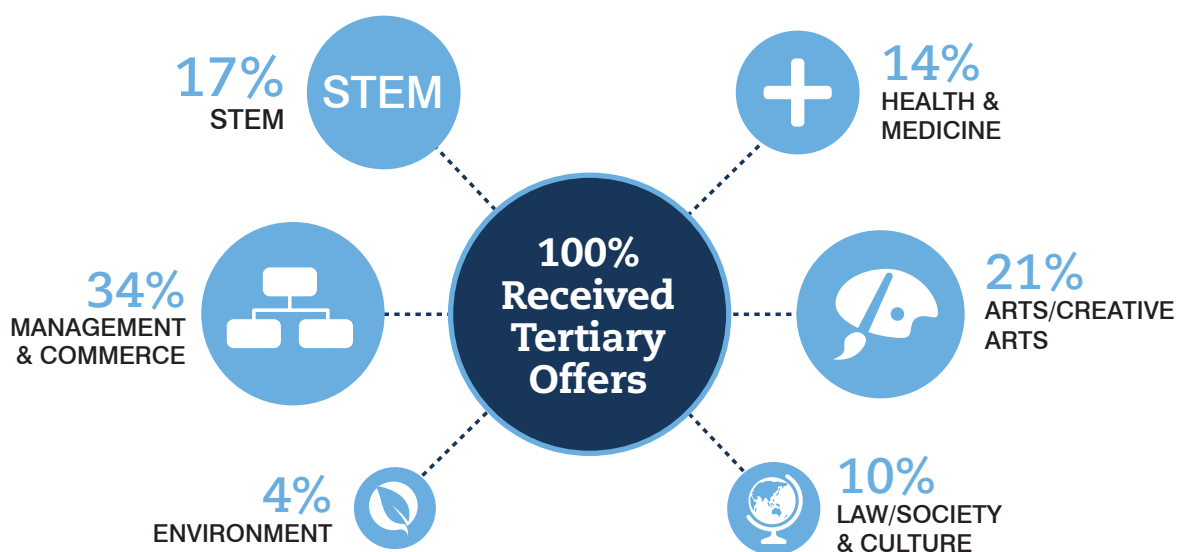 17%
STEM
STEM
14%
HEALTH &
MEDICINE
34%
MANAGEMENT
& COMMERCE
100%
Received
Tertiary
Offers
21%
ARTS/CREATIVE
ARTS
4%
ENVIRONMENT
10%
LAW/SOCIETY
& CULTURE